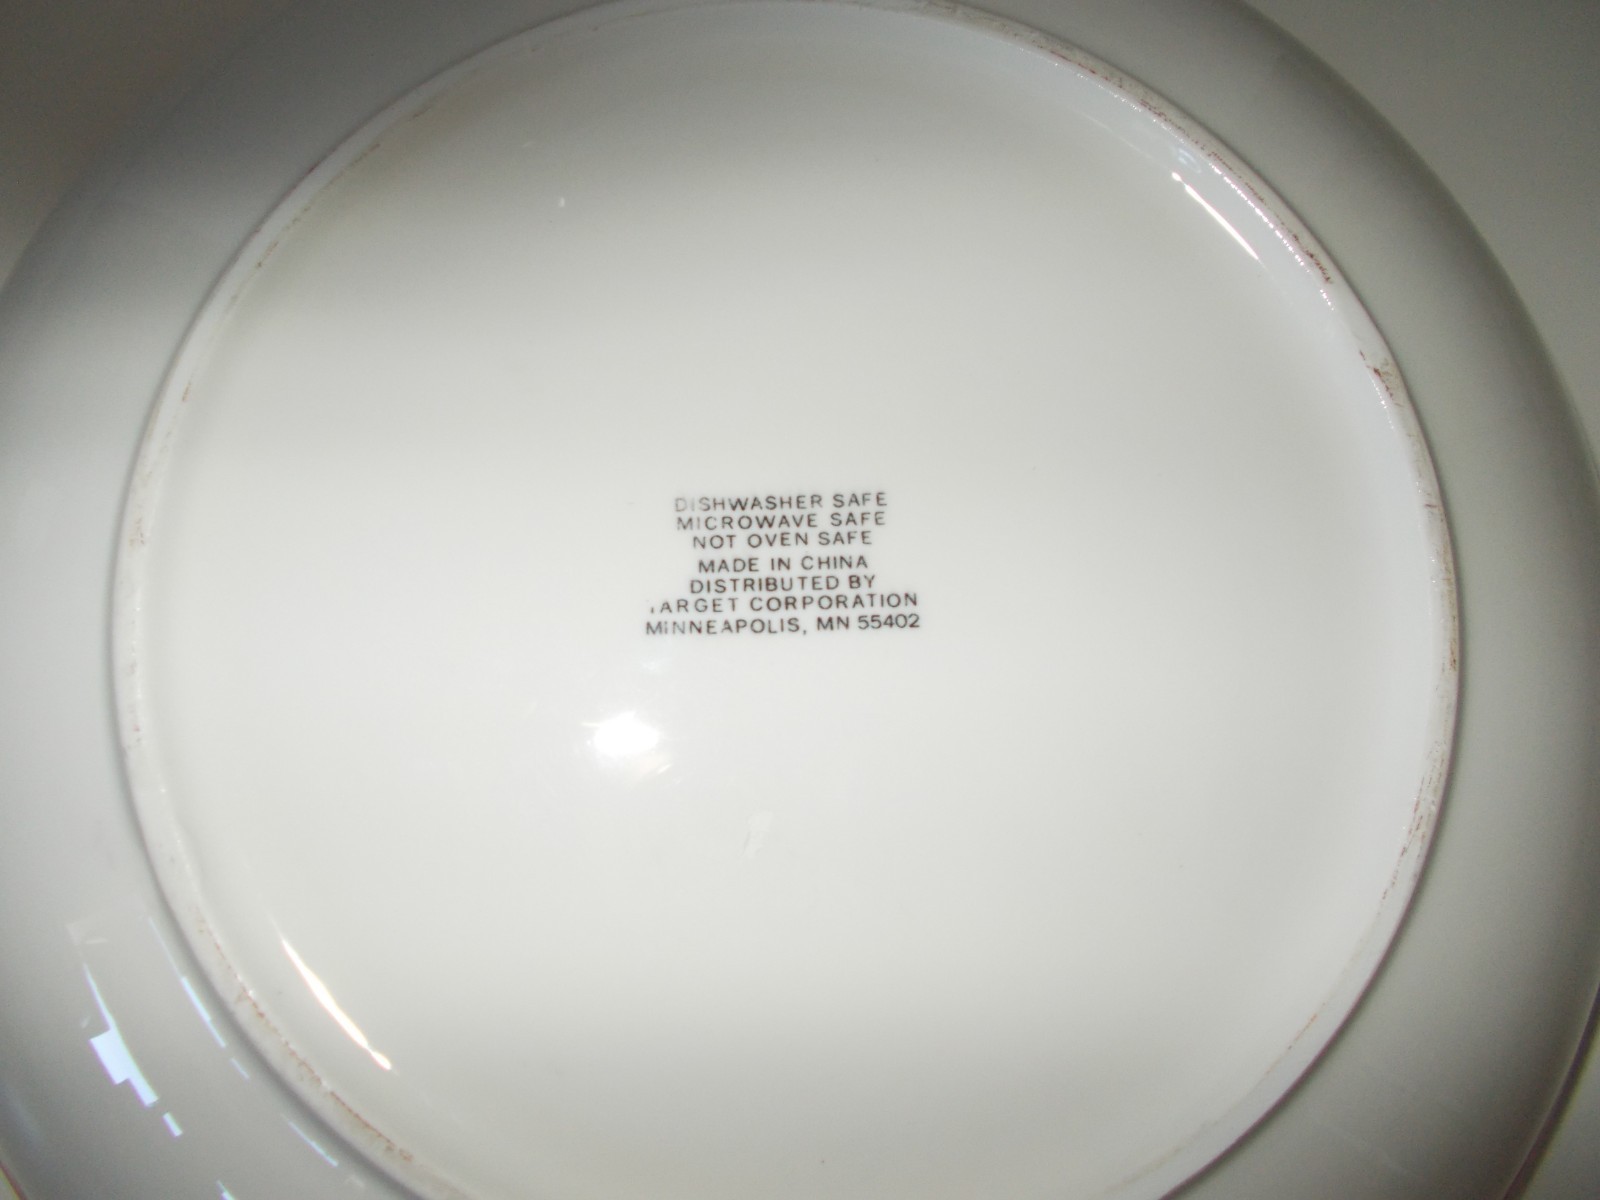 DISHWASHER SAFE
MICROWAVE SAFE
NOT OVEN SAFE
MADE IN CHINA
DISTRIBUTED BY
TARGET CORPORATION
MINNEAPOLIS, MN 55402